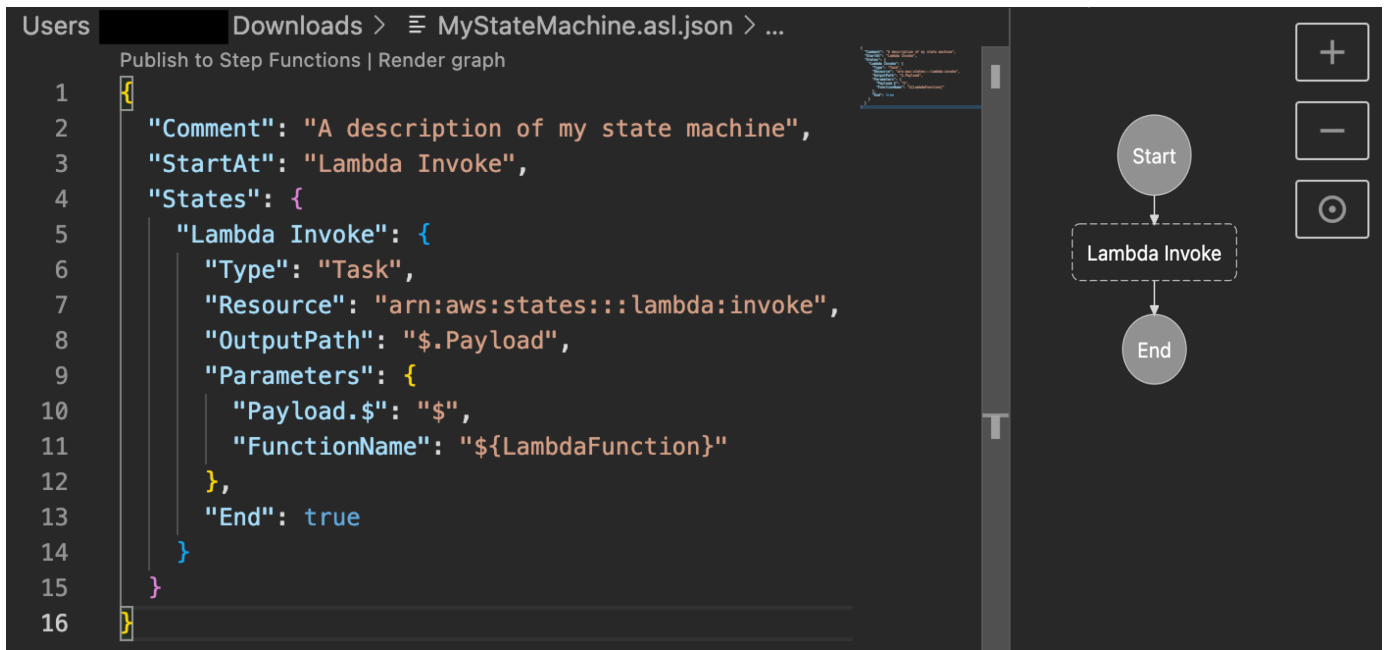 Users Downloads > MyStateMachine.asl.json > ...
Publish to Step Functions | Render graph
1 {
2 "Comment": "A description of my state machine",
3 "StartAt": "Lambda Invoke",
4 "States": {
5 "Lambda Invoke": {
6 "Type": "Task",
7 "Resource": "arn:aws:states:::lambda:invoke",
8 "OutputPath": "$.Payload",
9 "Parameters": {
10 "Payload.$": "$",
11 "FunctionName": "${LambdaFunction}"
12 },
13 "End": true
14 }
15 }
16 }
Start
Lambda Invoke
End